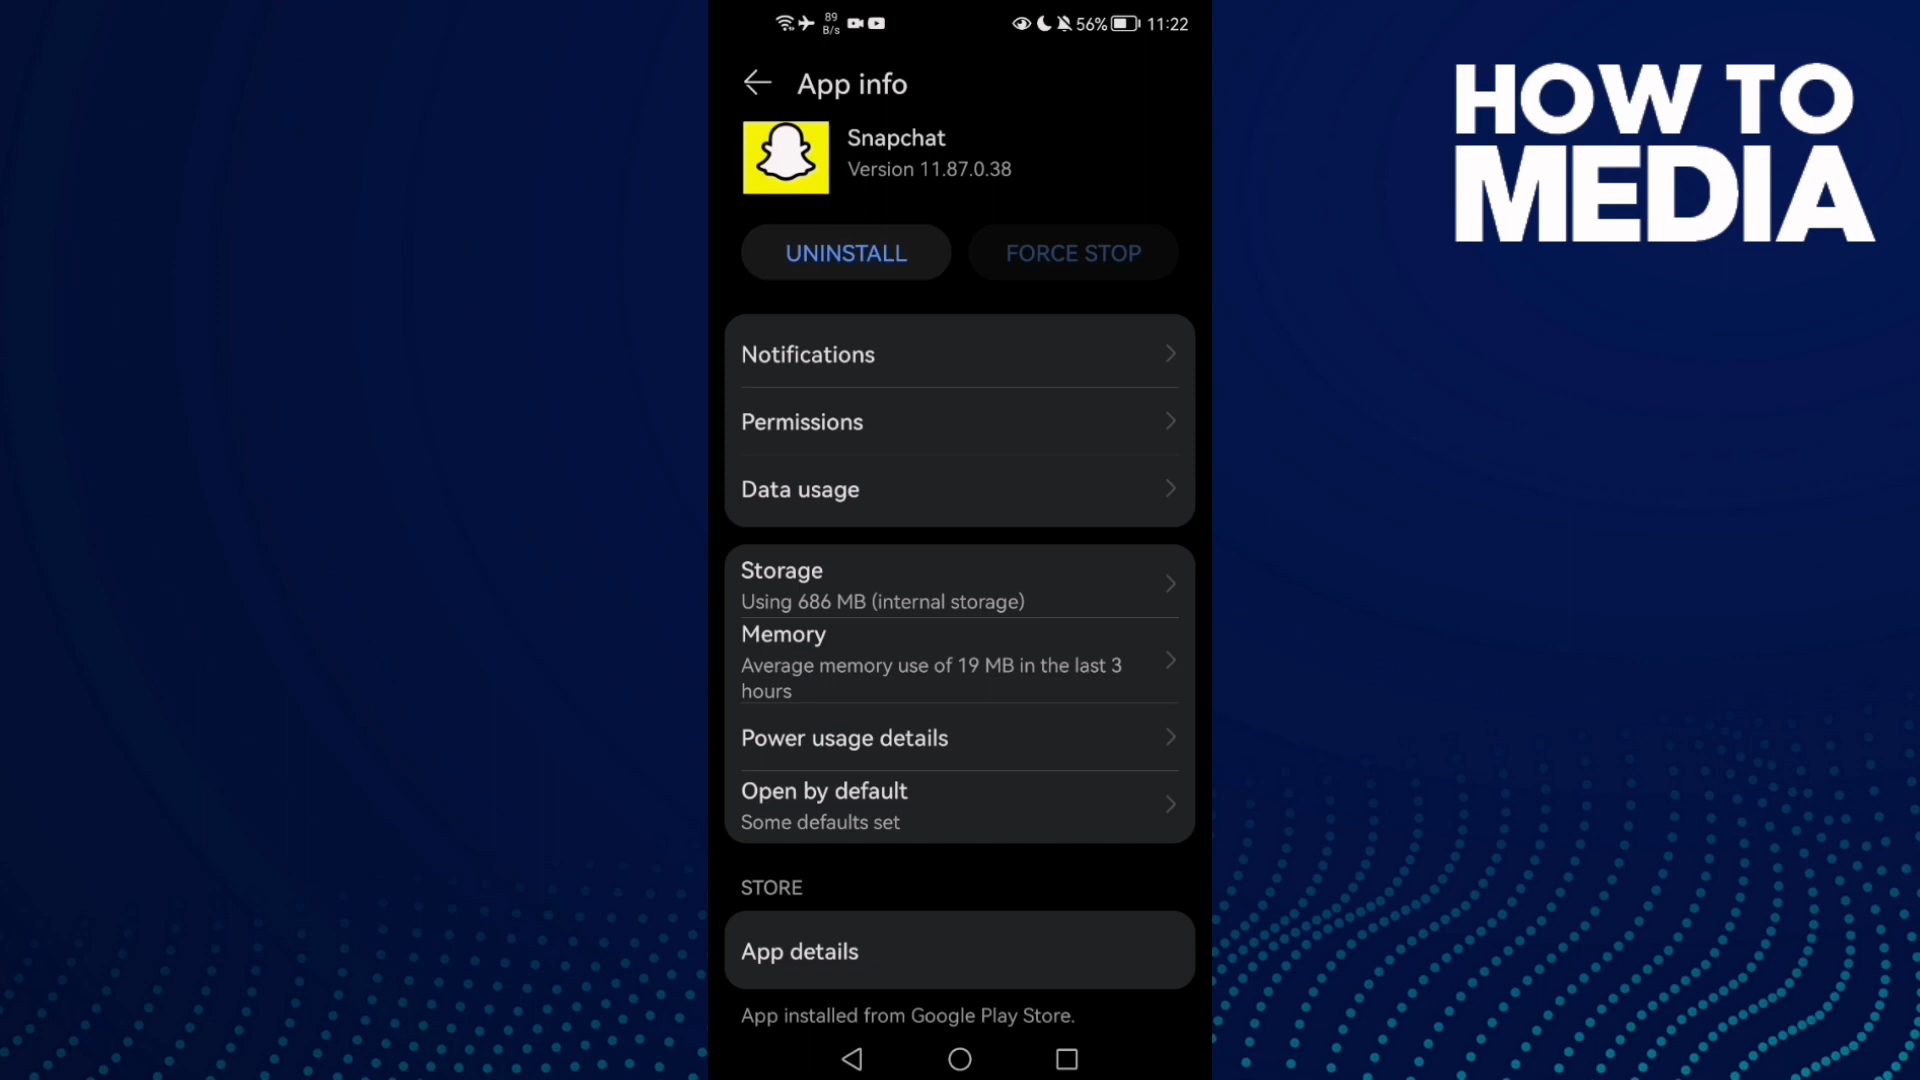 89
B/s
56%
11:22
App info
Snapchat
Version 11.87.0.38
UNINSTALL
FORCE STOP
Notifications
Permissions
Data usage
Storage
Using 686 MB (internal storage)
Memory
Average memory use of 19 MB in the last 3
hours
Power usage details
Open by default
Some defaults set
STORE
App details
App installed from Google Play Store.
HOW TO
MEDIA